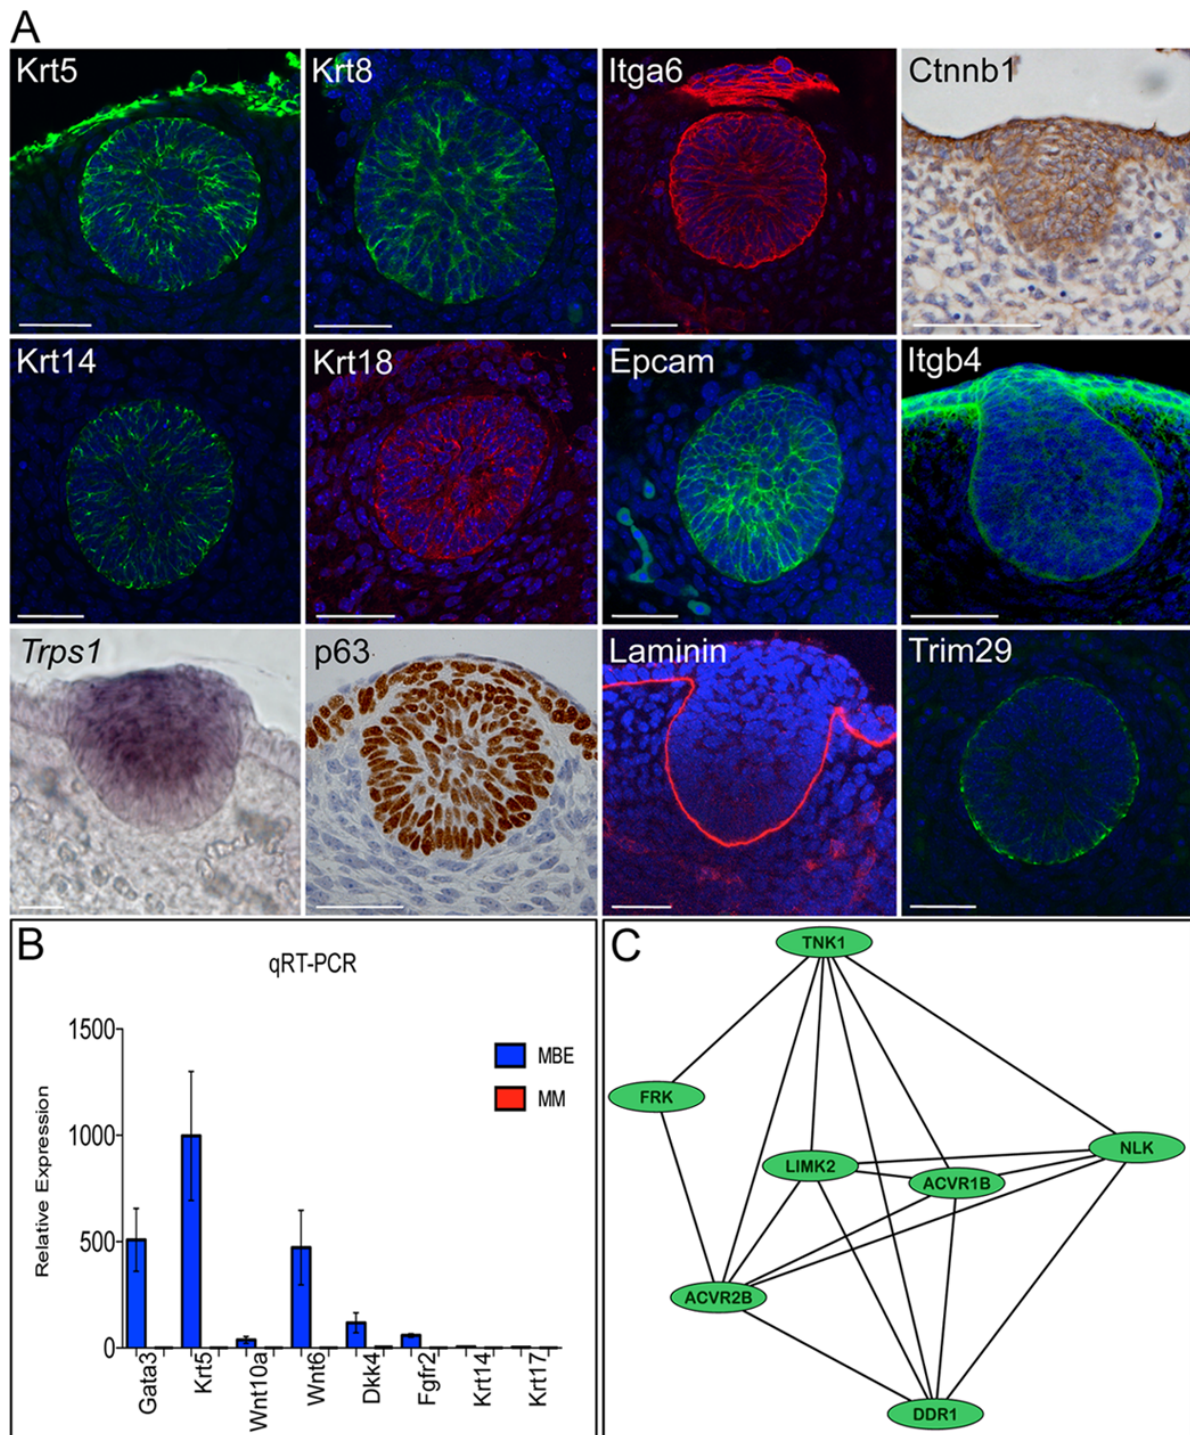 A
Krt5
Krt8
Itga6
Ctnnb1
Krt14
Krt18
Epcam
Itgb4
Trps1
p63
Laminin
Trim29
B
qRT-PCR
1500
1000
500
0
Relative Expression
MBE
MM
Gata3
Krt5
Wnt10a
Wnt6
Dkk4
Fgfr2
Krt14
Krt17
C
TNK1
FRK
NLK
LIMK2
ACVR1B
ACVR2B
DDR1